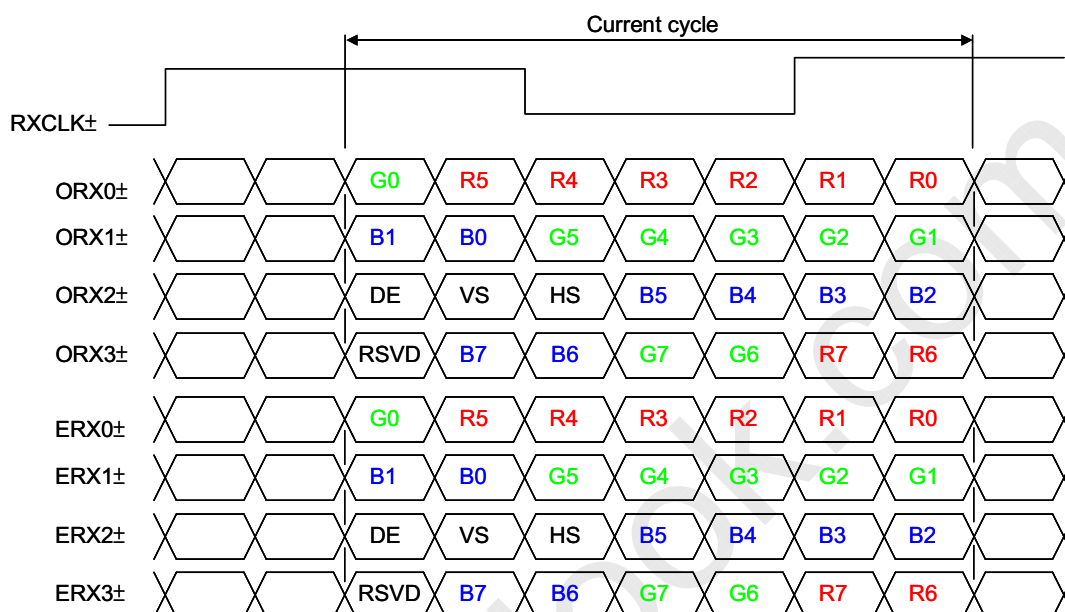 Current cycle
RXCLK±
ORX0± G0 R5 R4 R3 R2 R1 R0
ORX1± B1 B0 G5 G4 G3 G2 G1
ORX2± DE VS HS B5 B4 B3 B2
ORX3± RSVD B7 B6 G7 G6 R7 R6
ERX0± G0 R5 R4 R3 R2 R1 R0
ERX1± B1 B0 G5 G4 G3 G2 G1
ERX2± DE VS HS B5 B4 B3 B2
ERX3± RSVD B7 B6 G7 G6 R7 R6
ook.com